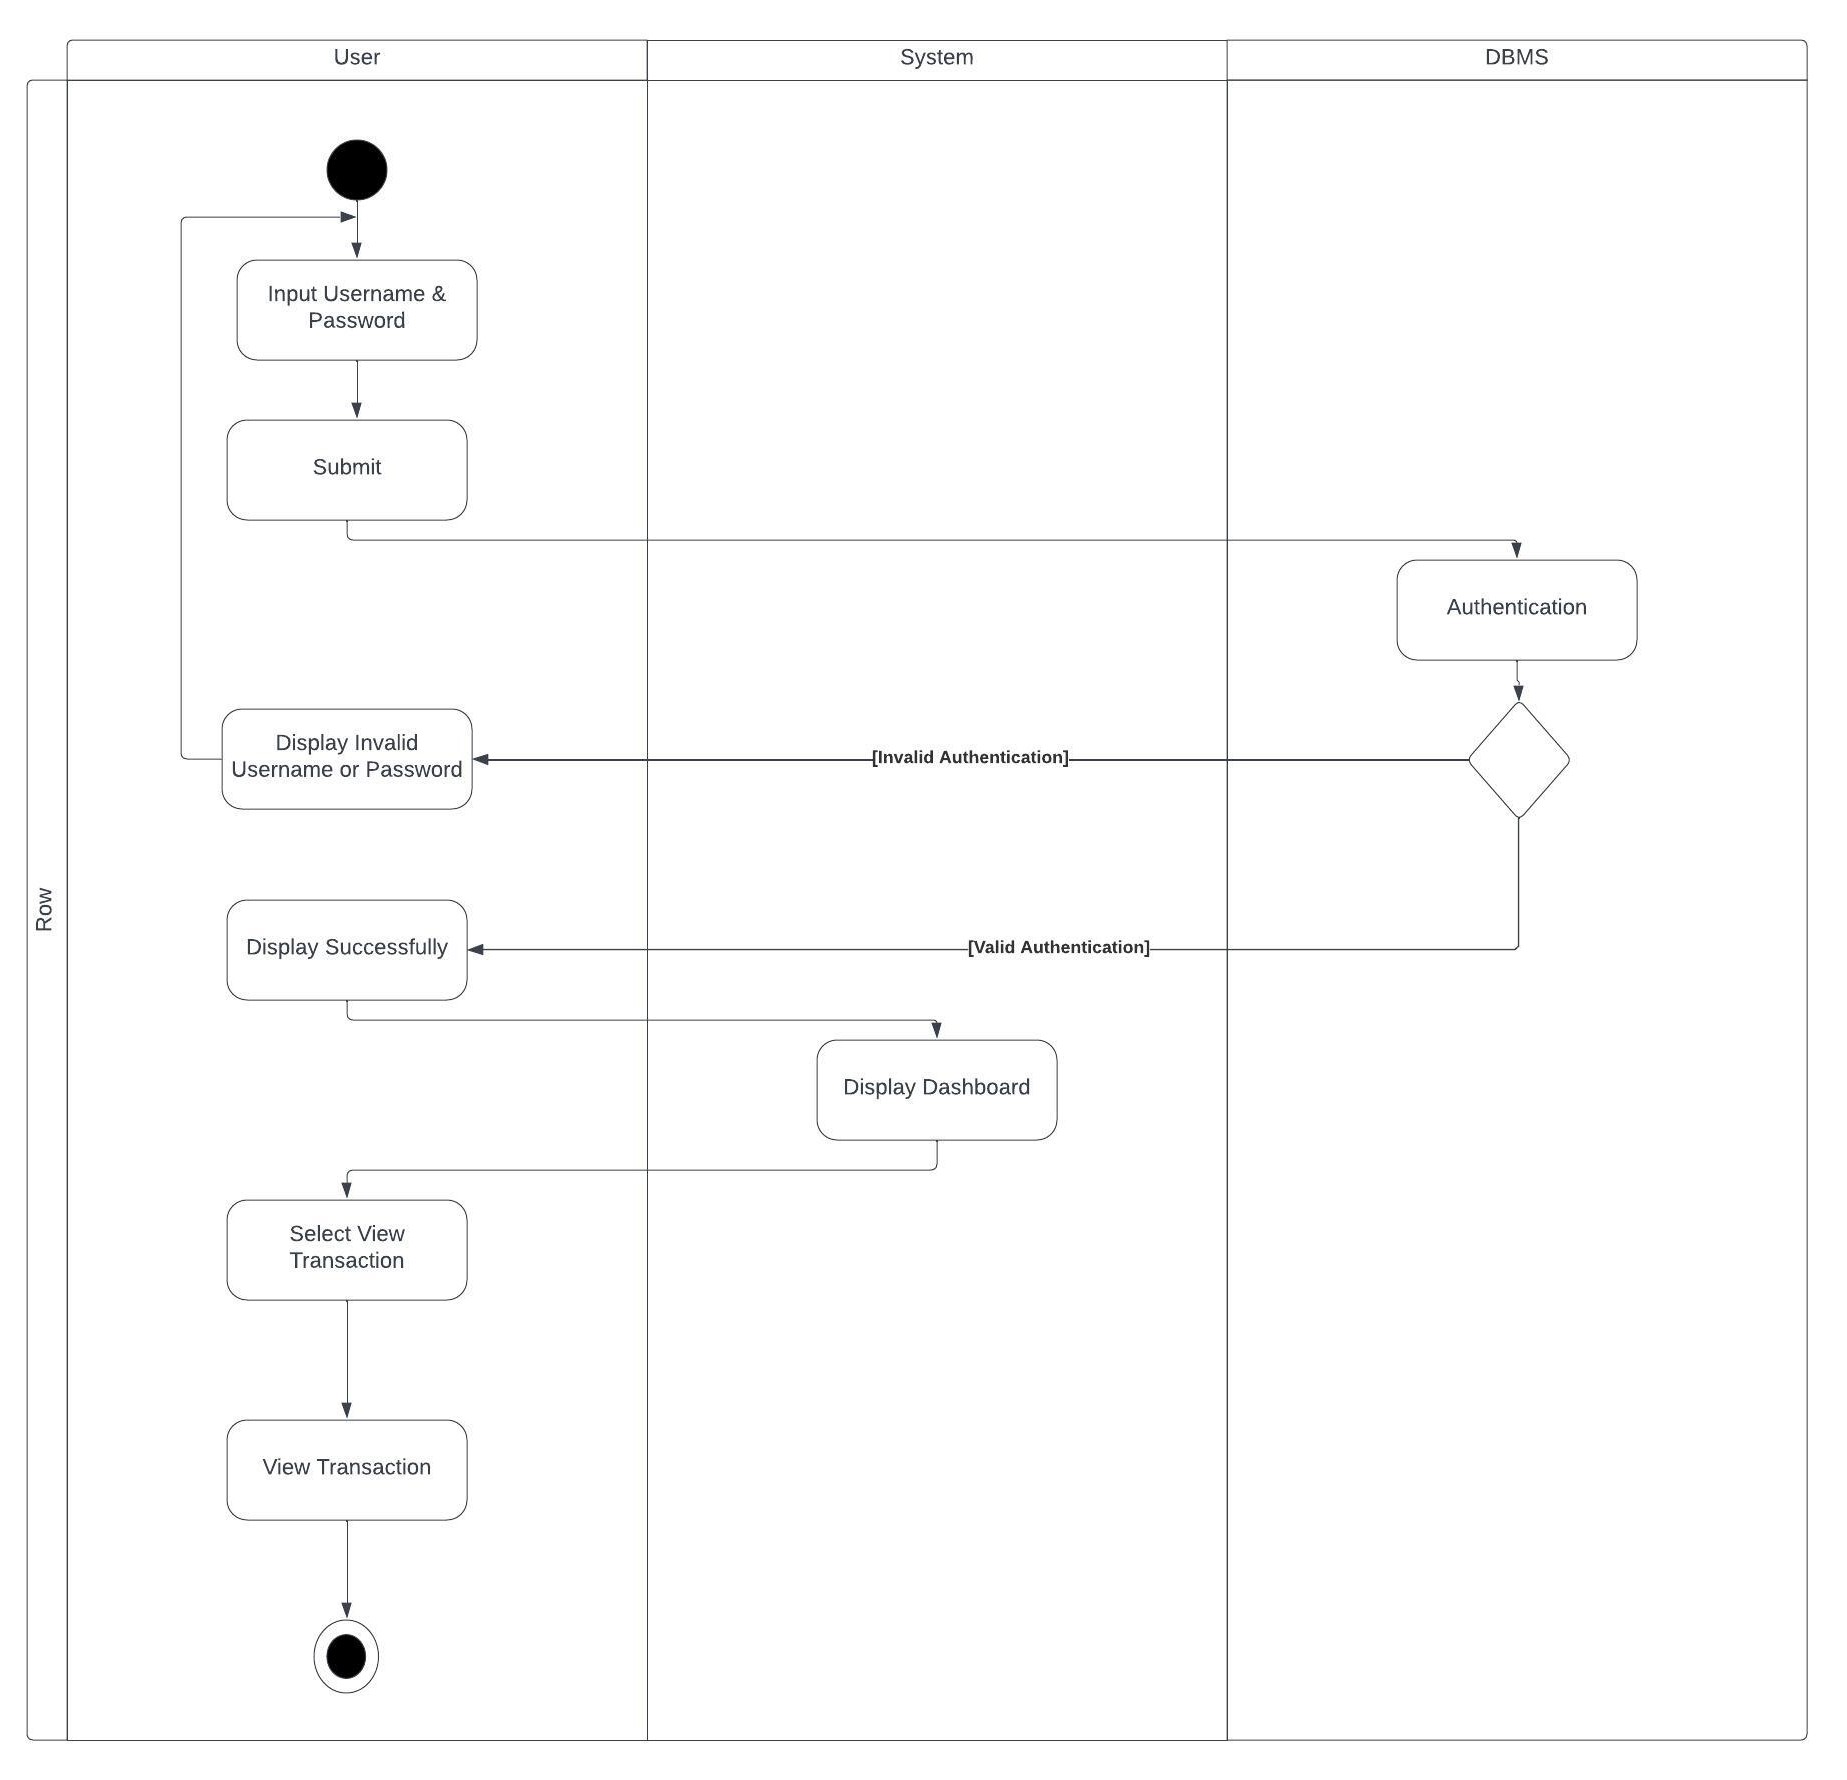 User
System
DBMS
Row
Input Username &
Password
Submit
Authentication
Display Invalid
Username or Password
[Invalid Authentication]
Display Successfully
[Valid Authentication]
Display Dashboard
Select View
Transaction
View Transaction